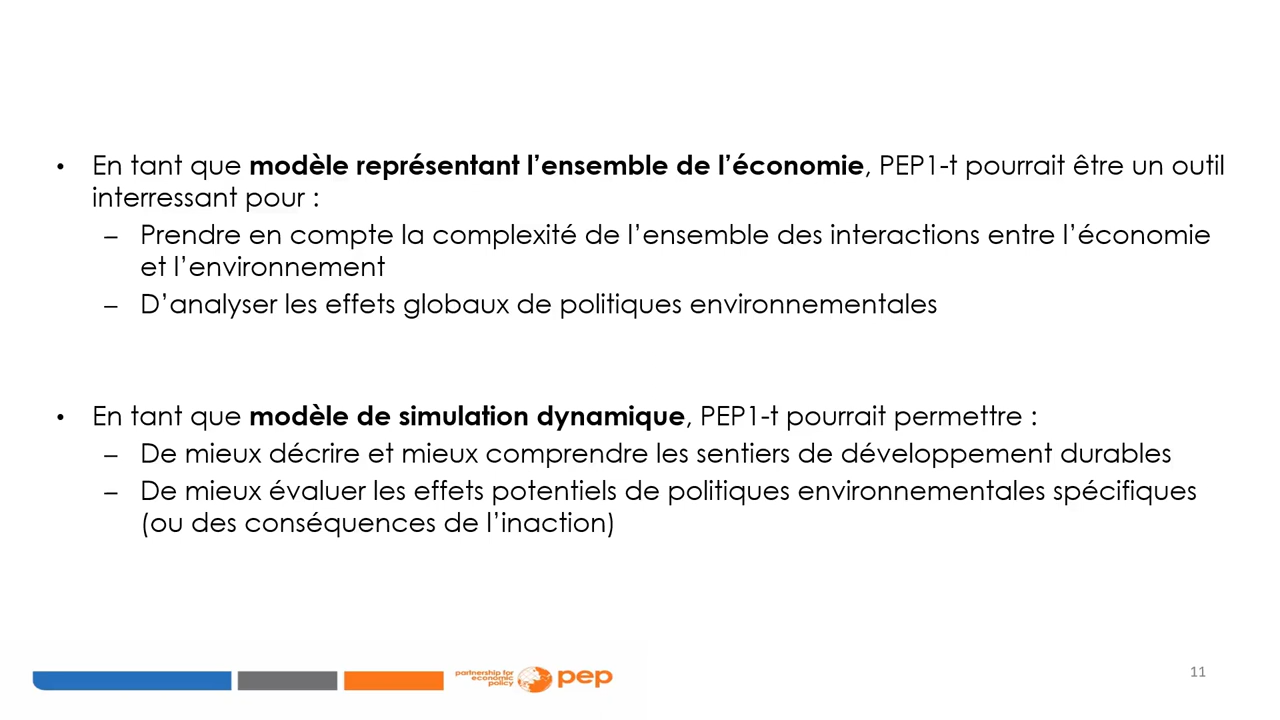 • En tant que modèle représentant l’ensemble de l’économie, PEP1-t pourrait être un outil
interressant pour :
– Prendre en compte la complexité de l’ensemble des interactions entre l’économie
et l’environnement
– D’analyser les effets globaux de politiques environnementales
• En tant que modèle de simulation dynamique, PEP1-t pourrait permettre :
– De mieux décrire et mieux comprendre les sentiers de développement durables
– De mieux évaluer les effets potentiels de politiques environnementales spécifiques
(ou des conséquences de l’inaction)
partnership for
economic
policy
pep
11